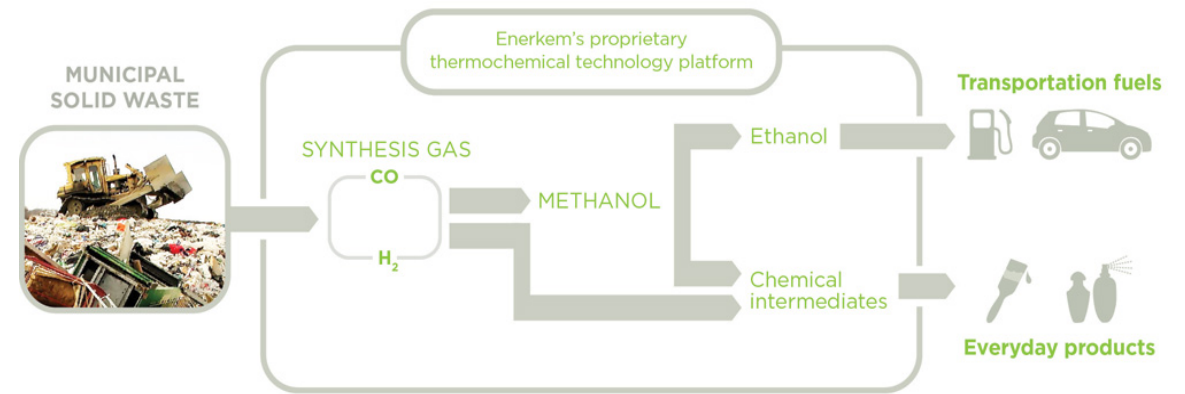 Enerkem's proprietary
thermochemical technology platform
MUNICIPAL
SOLID WASTE
SYNTHESIS GAS
CO
H₂
METHANOL
Ethanol
Chemical
intermediates
Transportation fuels
Everyday products